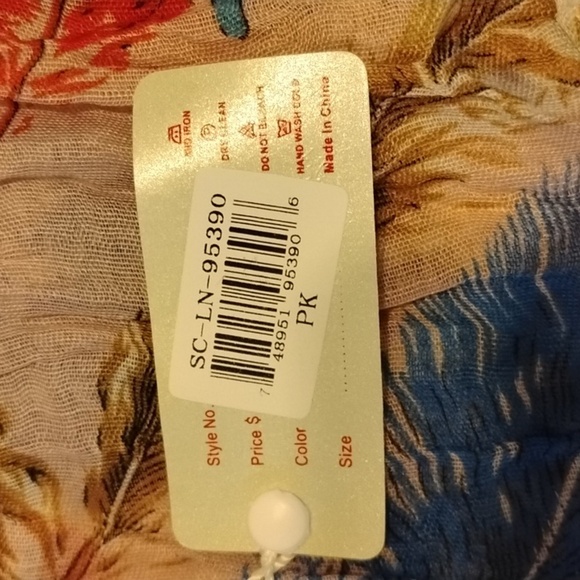 NO IRON
DRY CLEAN
DO NOT BLEACH
HAND WASH COLD
Made In China
SC-LN-95390
7 48951 95390 6
PK
Style No.
Price $
Color
Size